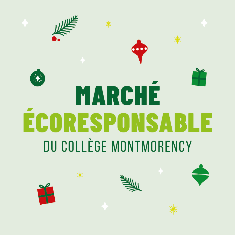 MARCHÉ
ÉCORESPONSABLE
DU COLLÈGE MONTMORENCY